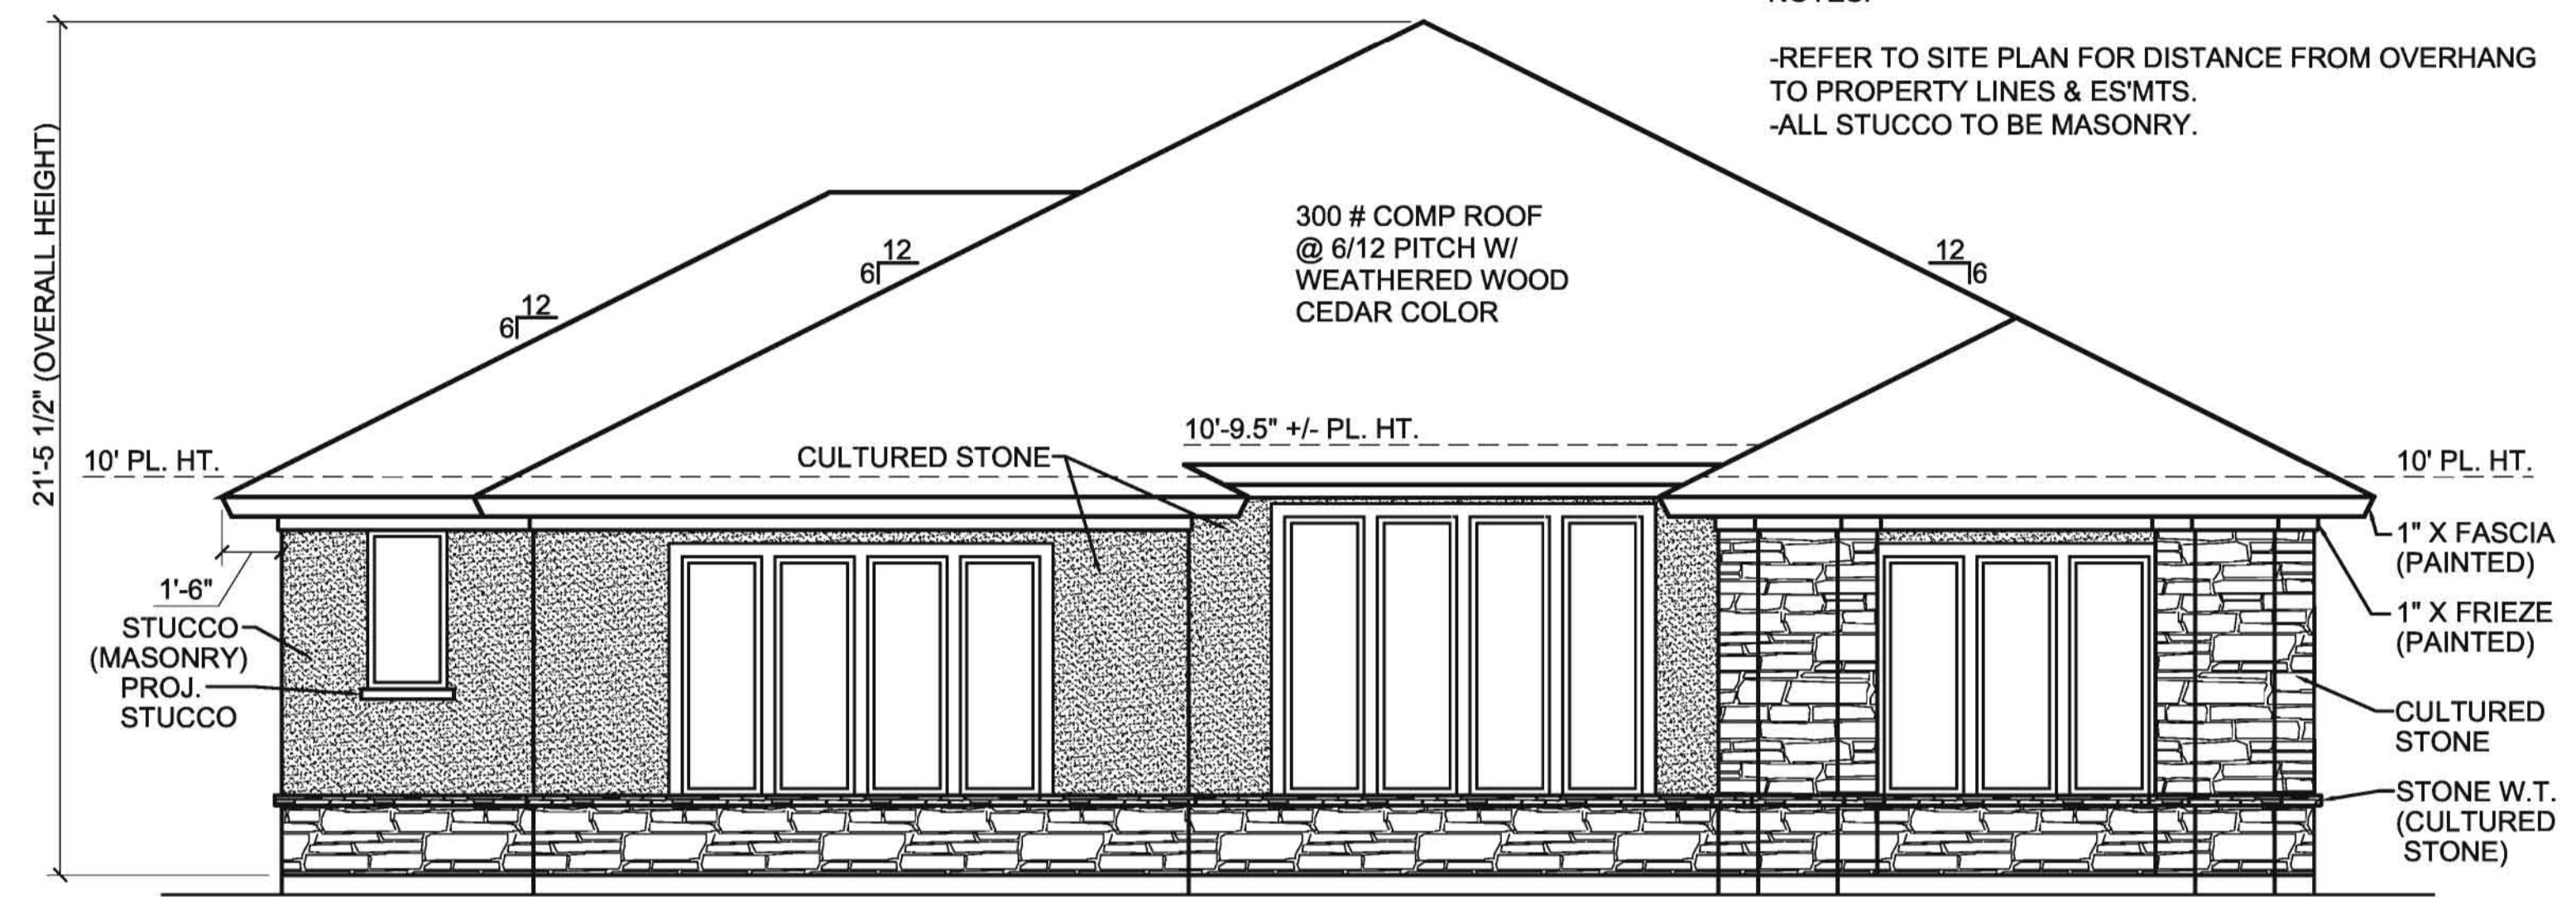 NOTES:
-REFER TO SITE PLAN FOR DISTANCE FROM OVERHANG
TO PROPERTY LINES & ES'MTS.
-ALL STUCCO TO BE MASONRY.
21'-5 1/2" (OVERALL HEIGHT)
300 # COMP ROOF
@ 6/12 PITCH W/
WEATHERED WOOD
CEDAR COLOR
12
6
12
6
12
6
10'-9.5" +/- PL. HT.
10' PL. HT.
CULTURED STONE
10' PL. HT.
1'-6"
STUCCO
(MASONRY)
PROJ.
STUCCO
1" X FASCIA
(PAINTED)
1" X FRIEZE
(PAINTED)
CULTURED
STONE
STONE W.T.
(CULTURED
STONE)